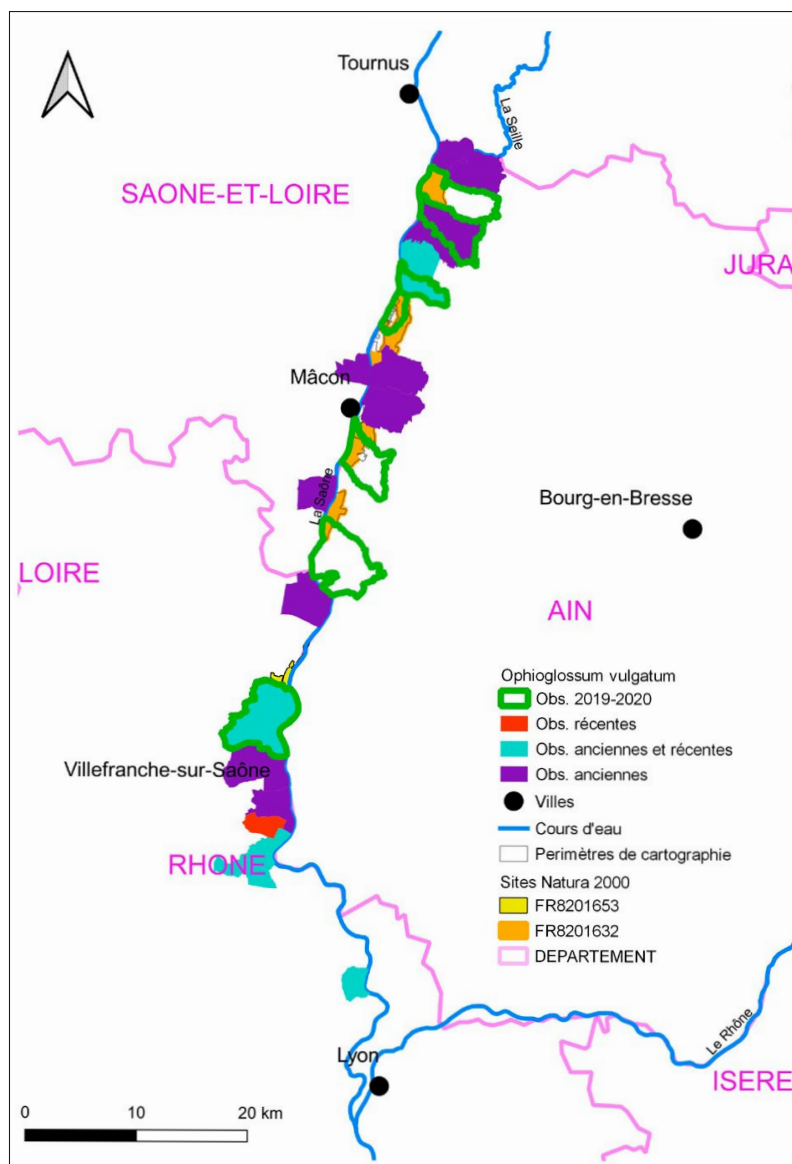 Tournus
La Seille
SAONE-ET-LOIRE
JURA
Mâcon
La Saône
Bourg-en-Bresse
LOIRE
AIN
Ophioglossum vulgatum
Obs. 2019-2020
Obs. récentes
Obs. anciennes et récentes
Obs. anciennes
Villes
Cours d'eau
Perimètres de cartographie
Sites Natura 2000
FR8201653
FR8201632
DEPARTEMENT
Villefranche-sur-Saône
RHONE
Le Rhône
Lyon
ISERE
0 10 20 km